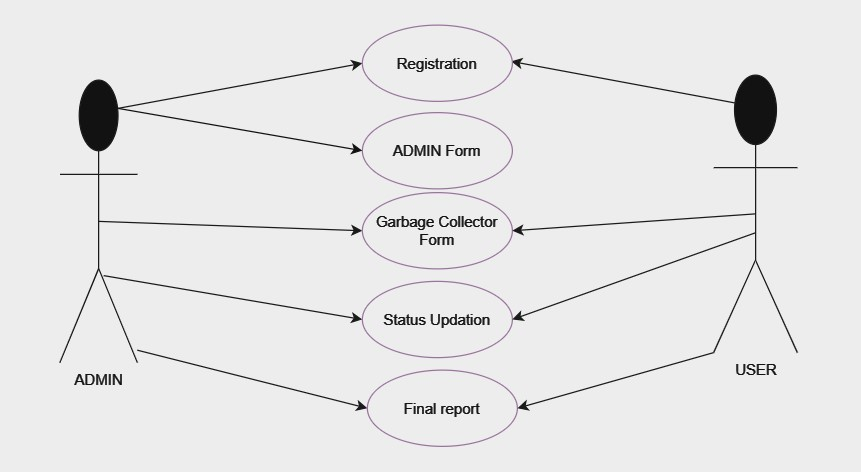 Registration
ADMIN Form
Garbage Collector
Form
Status Updation
Final report
ADMIN
USER